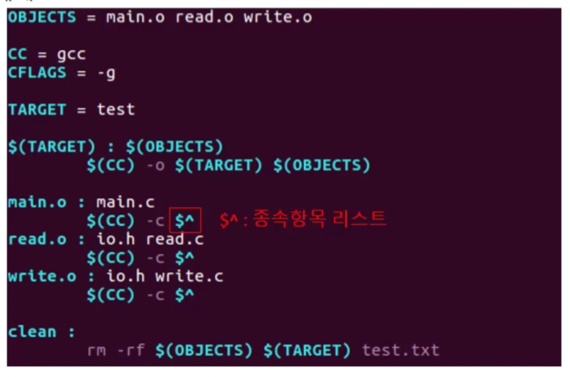 OBJECTS = main.o read.o write.o
CC = gcc
CFLAGS = -g
TARGET = test
$(TARGET) : $(OBJECTS)
$(CC) -o $(TARGET) $(OBJECTS)
main.o : main.c
$(CC) -c $^ $^ : 종속항목 리스트
read.o : io.h read.c
$(CC) -c $^
write.o : io.h write.c
$(CC) -c $^
clean :
rm -rf $(OBJECTS) $(TARGET) test.txt